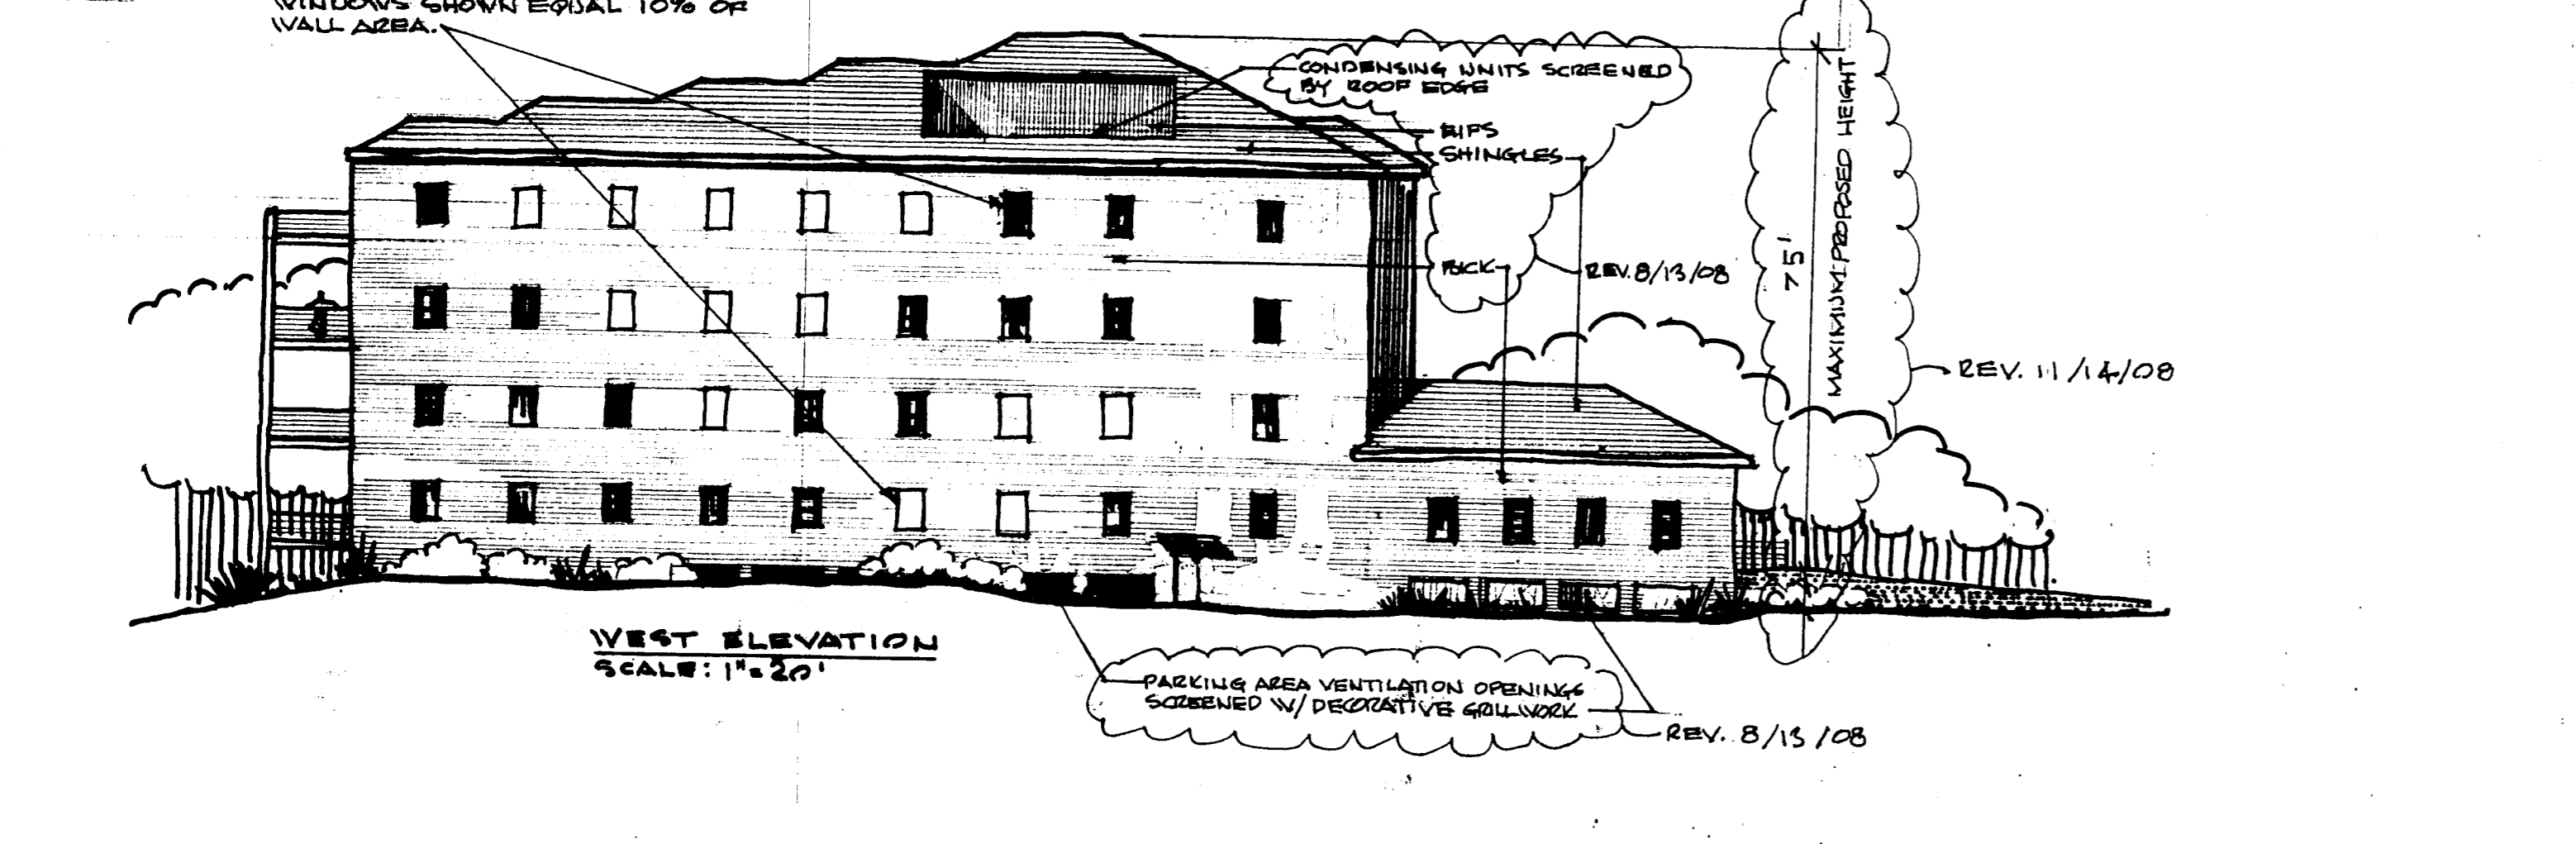 WINDOWS SHOWN EQUAL 10% OF
WALL AREA.
CONDENSING UNITS SCREENED
BY ROOF EDGE
EIFS
SHINGLES
BICK
REV. 8/13/08
75'
MAXIMUM PROPOSED HEIGHT
REV. 11/14/08
WEST ELEVATION
SCALE: 1"=20'
PARKING AREA VENTILATION OPENINGS
SCREENED W/ DECORATIVE GRILLWORK
REV. 8/13/08